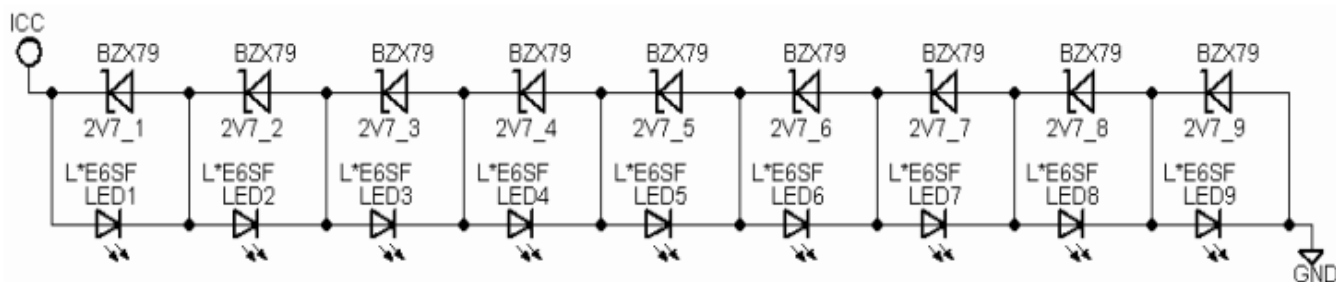 ICC
BZX79 BZX79 BZX79 BZX79 BZX79 BZX79 BZX79 BZX79 BZX79
2V7_1 2V7_2 2V7_3 2V7_4 2V7_5 2V7_6 2V7_7 2V7_8 2V7_9
L*E6SF L*E6SF L*E6SF L*E6SF L*E6SF L*E6SF L*E6SF L*E6SF L*E6SF
LED1 LED2 LED3 LED4 LED5 LED6 LED7 LED8 LED9
GND